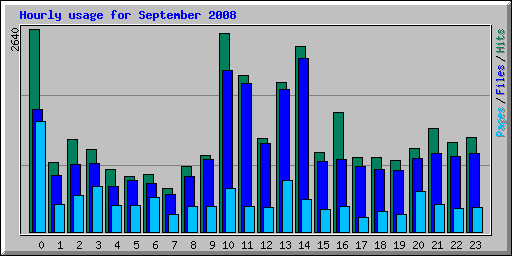 Hourly usage for September 2008
2640
Pages / Files / Hits
0 1 2 3 4 5 6 7 8 9 10 11 12 13 14 15 16 17 18 19 20 21 22 23